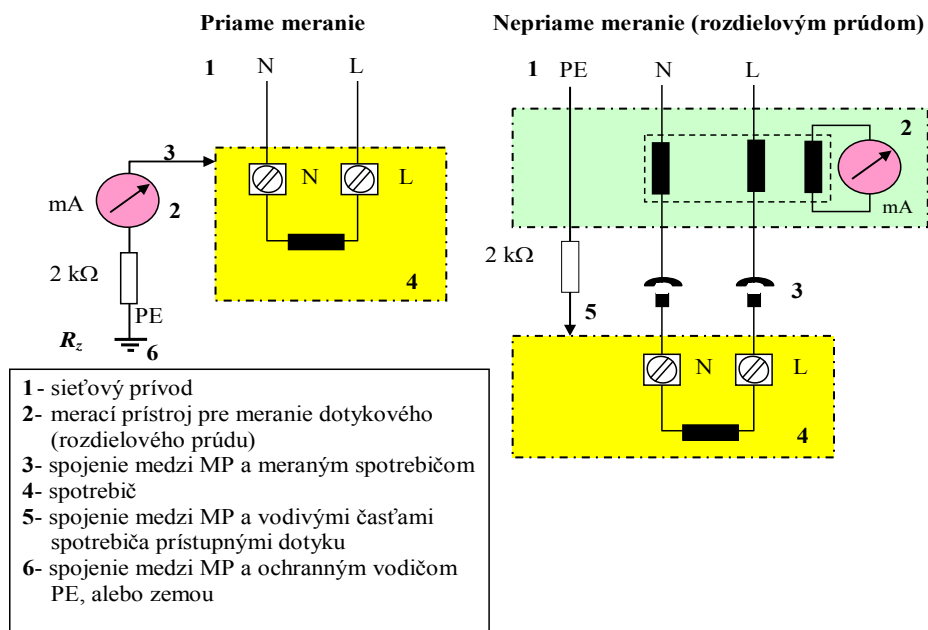 Priame meranie
1 N L
3
N L
mA 2
2 kΩ
4
PE
Rz 6
Nepriame meranie (rozdielovým prúdom)
1 PE N L
2
mA
2 kΩ
3
5
N L
4
1- sieťový prívod
2- merací prístroj pre meranie dotykového
(rozdielového prúdu)
3- spojenie medzi MP a meraným spotrebičom
4- spotrebič
5- spojenie medzi MP a vodivými časťami
spotrebiča prístupnými dotyku
6- spojenie medzi MP a ochranným vodičom
PE, alebo zemou